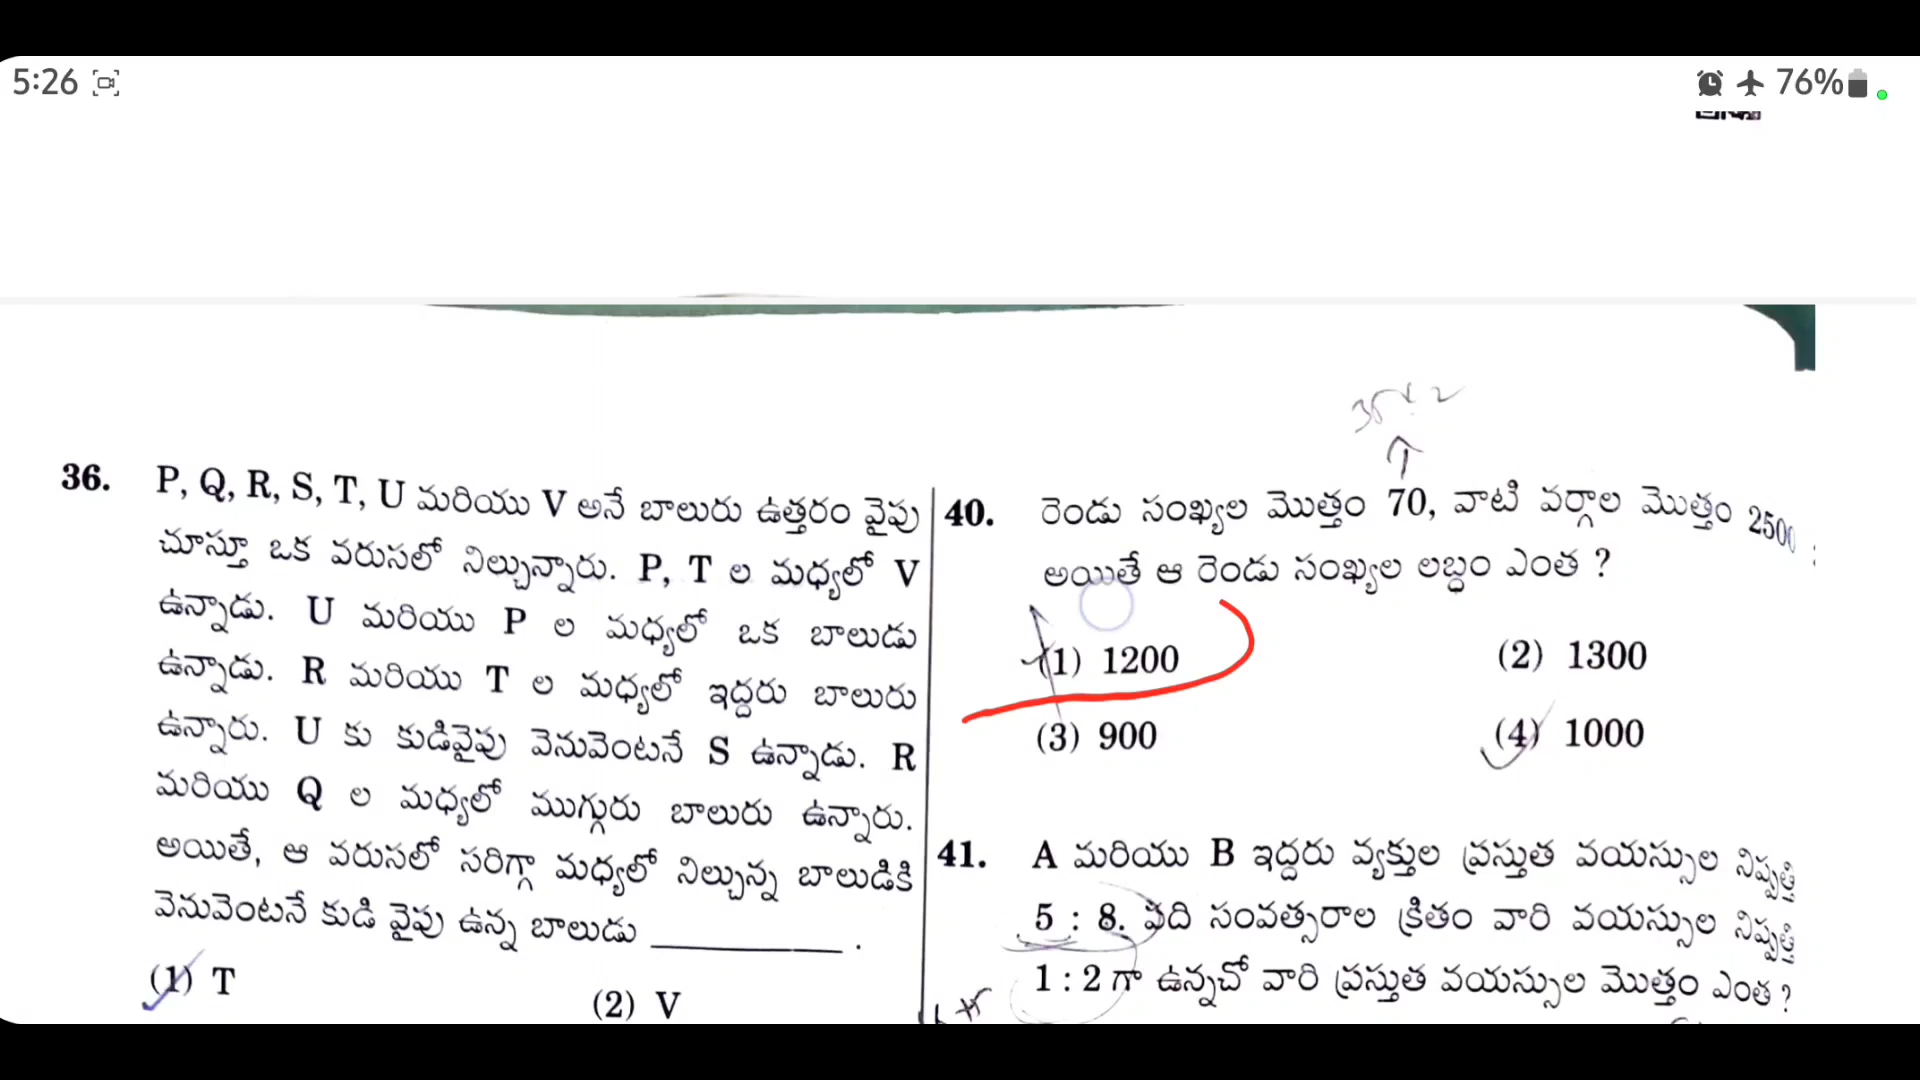 5:26
76%
36. P, Q, R, S, T, U మరియు V అనే బాలురు ఉత్తరం వైపు
చూస్తూ ఒక వరుసలో నిల్చున్నారు. P, T ల మధ్యలో V
ఉన్నాడు. U మరియు P ల మధ్యలో ఒక బాలుడు
ఉన్నాడు. R మరియు T ల మధ్యలో ఇద్దరు బాలురు
ఉన్నారు. U కు కుడివైపు వెనువెంటనే S ఉన్నాడు. R
మరియు Q ల మధ్యలో ముగ్గురు బాలురు ఉన్నారు.
అయితే, ఆ వరుసలో సరిగ్గా మధ్యలో నిల్చున్న బాలుడికి
వెనువెంటనే కుడి వైపు ఉన్న బాలుడు ____________ .
(1) T
(2) V
40. రెండు సంఖ్యల మొత్తం 70, వాటి వర్గాల మొత్తం 2500
అయితే ఆ రెండు సంఖ్యల లబ్ధం ఎంత ?
(1) 1200
(2) 1300
(3) 900
(4) 1000
41. A మరియు B ఇద్దరు వ్యక్తుల ప్రస్తుత వయస్సుల నిష్పత్తి
5 : 8. పది సంవత్సరాల క్రితం వారి వయస్సుల నిష్పత్తి
1 : 2 గా ఉన్నచో వారి ప్రస్తుత వయస్సుల మొత్తం ఎంత ?